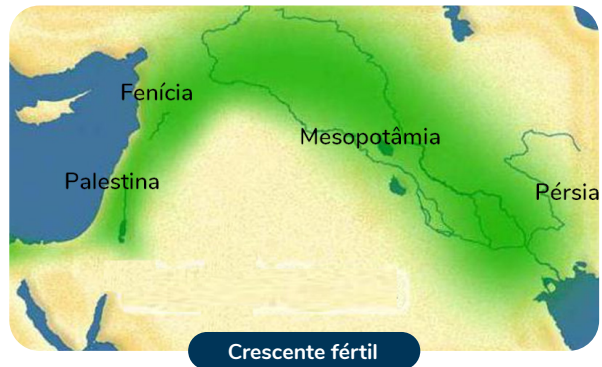 Fenícia
Mesopotâmia
Palestina
Pérsia
Crescente fértil